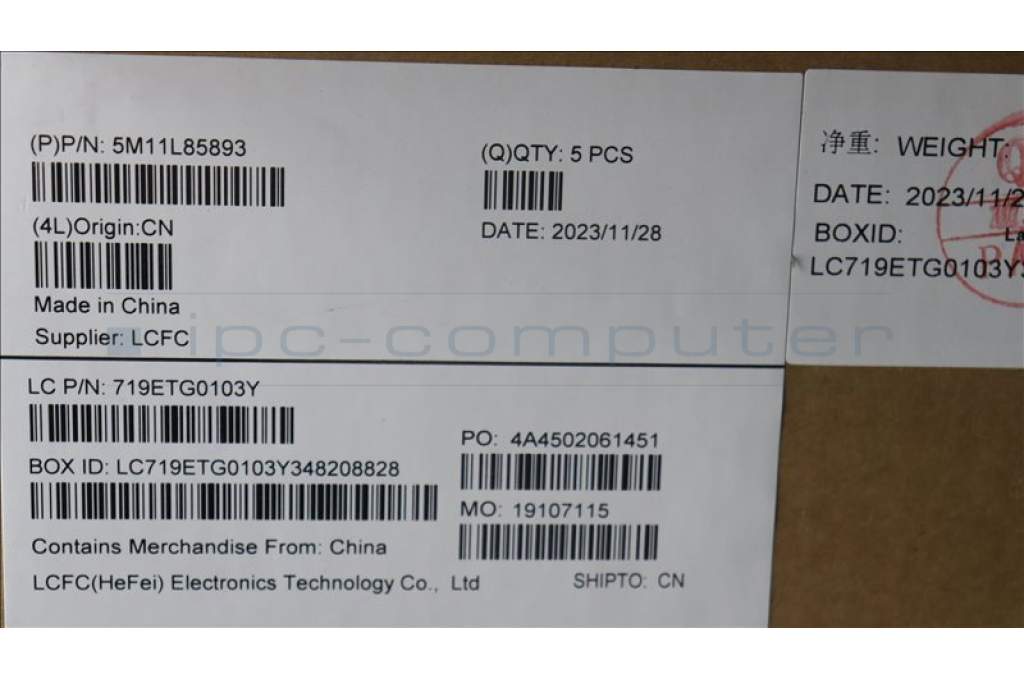 (P)P/N: 5M11L85893
(Q)QTY: 5 PCS
(4L)Origin:CN
DATE: 2023/11/28
Made in China
Supplier: LCFC
净重: WEIGHT:
DATE: 2023/11/2
BOXID:
LC719ETG0103Y3
ipc-computer
LC P/N: 719ETG0103Y
PO: 4A4502061451
BOX ID: LC719ETG0103Y348208828
MO: 19107115
Contains Merchandise From: China
LCFC(HeFei) Electronics Technology Co., Ltd
SHIPTO: CN